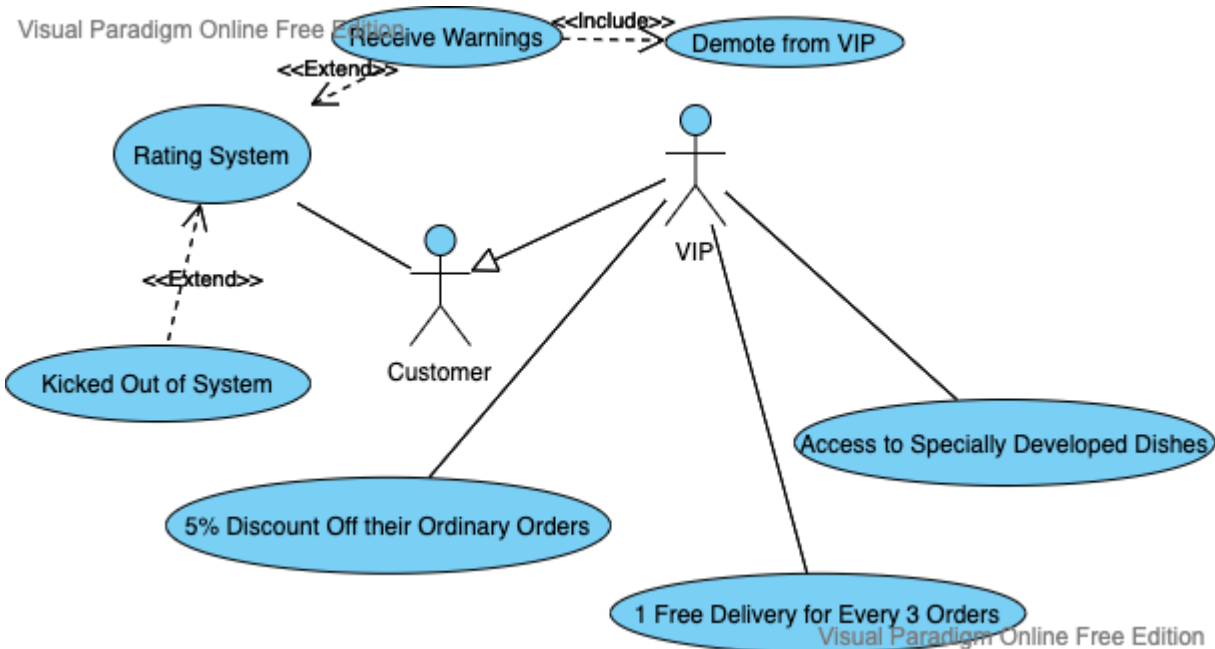 Visual Paradigm Online Free Edition
Receive Warnings
<<Include>>
Demote from VIP
<<Extend>>
Rating System
VIP
<<Extend>>
Customer
Kicked Out of System
Access to Specially Developed Dishes
5% Discount Off their Ordinary Orders
1 Free Delivery for Every 3 Orders
Visual Paradigm Online Free Edition